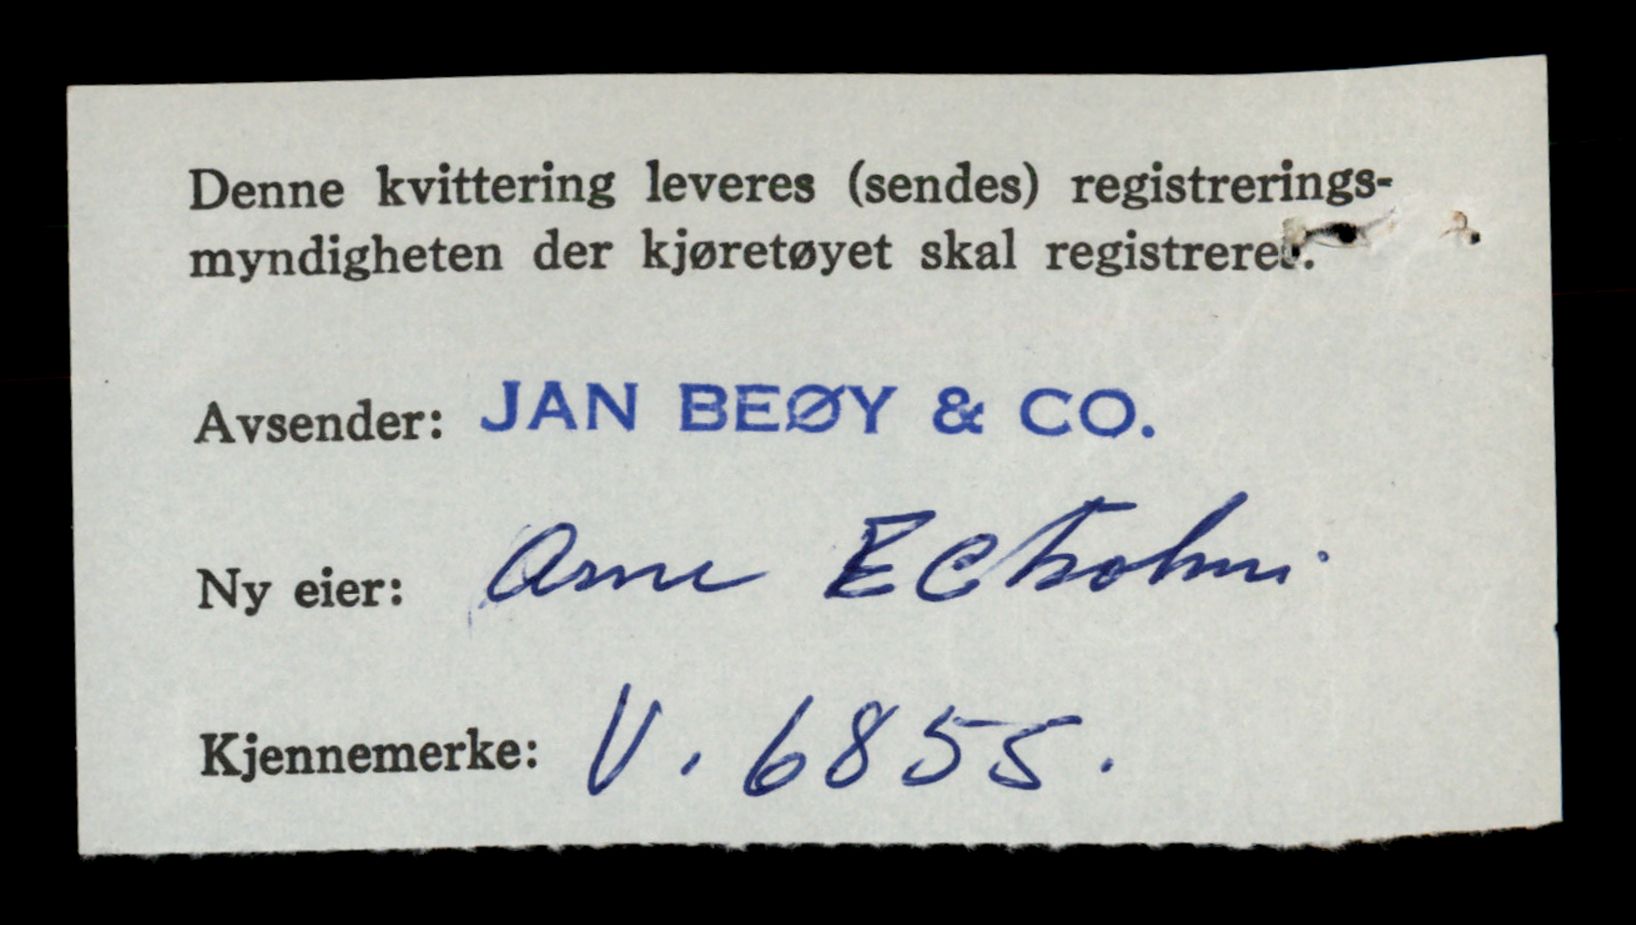 Denne kvittering leveres (sendes) registrerings-
myndigheten der kjøretøyet skal registreres.
Avsender: JAN BEØY & CO.
Ny eier: Arne Eckholm.
Kjennemerke: V. 6855.